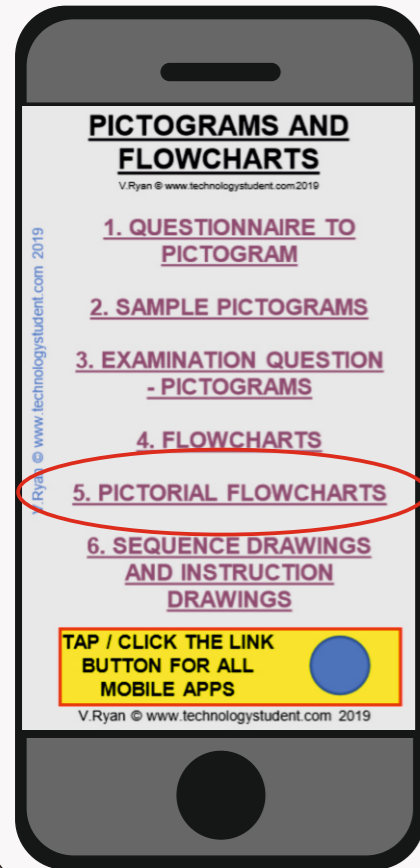 PICTOGRAMS AND
FLOWCHARTS
V.Ryan © www.technologystudent.com2019
1. QUESTIONNAIRE TO
PICTOGRAM
2. SAMPLE PICTOGRAMS
3. EXAMINATION QUESTION
- PICTOGRAMS
4. FLOWCHARTS
5. PICTORIAL FLOWCHARTS
6. SEQUENCE DRAWINGS
AND INSTRUCTION
DRAWINGS
TAP / CLICK THE LINK
BUTTON FOR ALL
MOBILE APPS
V.Ryan © www.technologystudent.com 2019
V.Ryan © www.technologystudent.com 2019